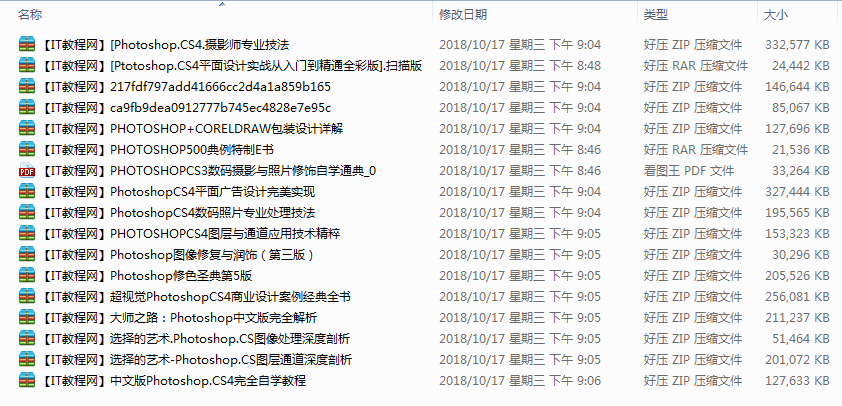 名称 修改日期 类型 大小
【IT教程网】[Photoshop.CS4.摄影师专业技法 2018/10/17 星期三 下午 9:04 好压 ZIP 压缩文件 332,577 KB
【IT教程网】[Ptotoshop.CS4平面设计实战从入门到精通全彩版].扫描版 2018/10/17 星期三 下午 8:48 好压 RAR 压缩文件 24,442 KB
【IT教程网】217fdf797add41666cc2d4a1a859b165 2018/10/17 星期三 下午 9:04 好压 ZIP 压缩文件 146,644 KB
【IT教程网】ca9fb9dea0912777b745ec4828e7e95c 2018/10/17 星期三 下午 9:04 好压 ZIP 压缩文件 85,067 KB
【IT教程网】PHOTOSHOP+CORELDRAW包装设计详解 2018/10/17 星期三 下午 9:04 好压 ZIP 压缩文件 127,696 KB
【IT教程网】PHOTOSHOP500典例特制E书 2018/10/17 星期三 下午 8:46 好压 RAR 压缩文件 21,536 KB
PDF 【IT教程网】PHOTOSHOPCS3数码摄影与照片修饰自学通典_0 2018/10/17 星期三 下午 8:46 看图王 PDF 文件 33,264 KB
【IT教程网】PhotoshopCS4平面广告设计完美实现 2018/10/17 星期三 下午 9:04 好压 ZIP 压缩文件 327,444 KB
【IT教程网】PhotoshopCS4数码照片专业处理技法 2018/10/17 星期三 下午 9:04 好压 ZIP 压缩文件 195,565 KB
【IT教程网】PHOTOSHOPCS4图层与通道应用技术精粹 2018/10/17 星期三 下午 9:05 好压 ZIP 压缩文件 153,323 KB
【IT教程网】Photoshop图像修复与润饰（第三版） 2018/10/17 星期三 下午 9:05 好压 ZIP 压缩文件 30,296 KB
【IT教程网】Photoshop修色圣典第5版 2018/10/17 星期三 下午 9:05 好压 ZIP 压缩文件 205,526 KB
【IT教程网】超视觉PhotoshopCS4商业设计案例经典全书 2018/10/17 星期三 下午 9:05 好压 ZIP 压缩文件 256,081 KB
【IT教程网】大师之路：Photoshop中文版完全解析 2018/10/17 星期三 下午 9:05 好压 ZIP 压缩文件 211,237 KB
【IT教程网】选择的艺术.Photoshop.CS图像处理深度剖析 2018/10/17 星期三 下午 9:05 好压 ZIP 压缩文件 51,464 KB
【IT教程网】选择的艺术-Photoshop.CS图层通道深度剖析 2018/10/17 星期三 下午 9:05 好压 ZIP 压缩文件 201,072 KB
【IT教程网】中文版Photoshop.CS4完全自学教程 2018/10/17 星期三 下午 9:06 好压 ZIP 压缩文件 127,633 KB